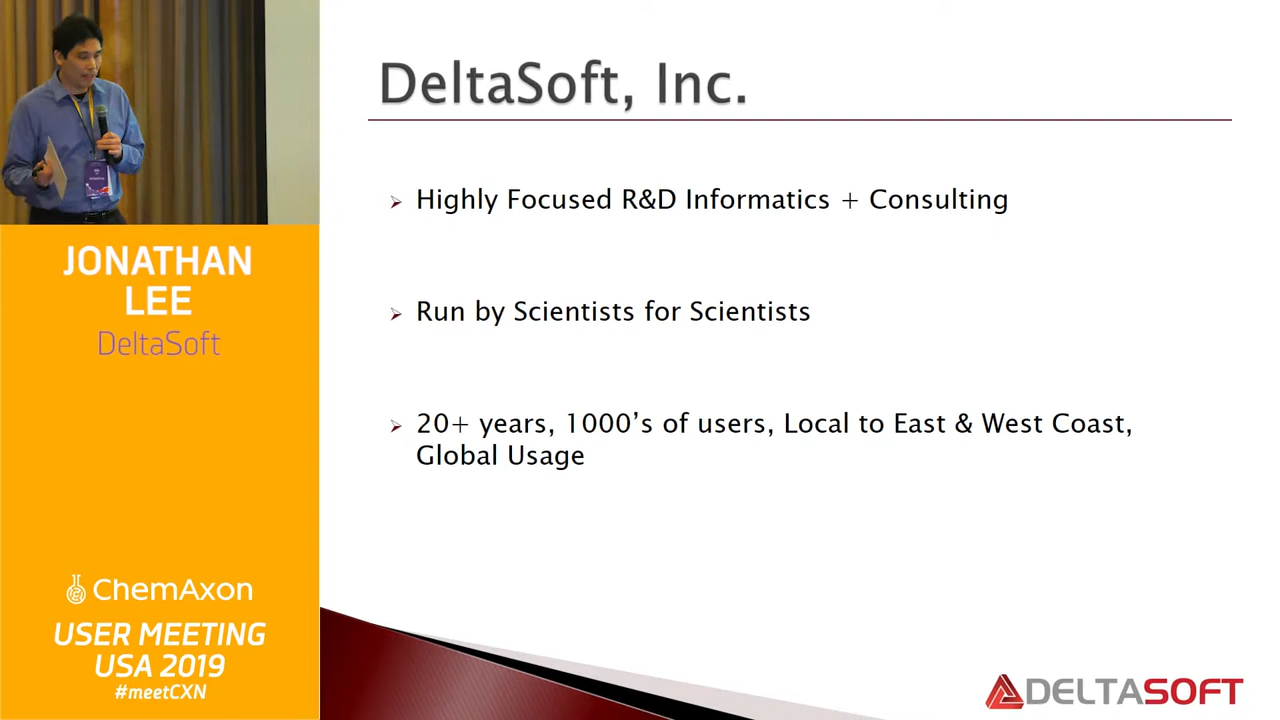 JONATHAN
LEE
DeltaSoft
ChemAxon
USER MEETING
USA 2019
#meetCXN
DeltaSoft, Inc.
Highly Focused R&D Informatics + Consulting
Run by Scientists for Scientists
20+ years, 1000's of users, Local to East & West Coast,
Global Usage
DELTASOFT